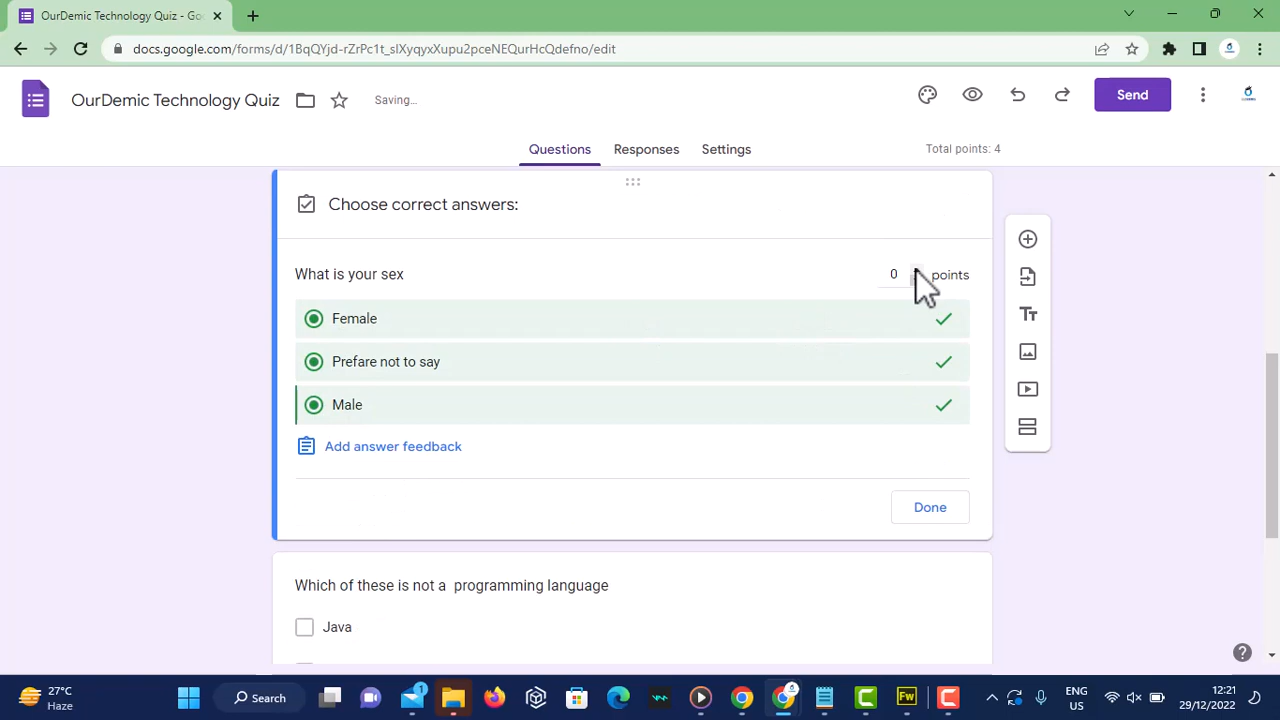 OurDemic Technology Quiz - Goo
docs.google.com/forms/d/1BqQYjd-rZrPc1t_slXyqyxXupu2pceNEQurHcQdefno/edit
OurDemic Technology Quiz
Saving...
Send
Questions
Responses
Settings
Total points: 4
Choose correct answers:
What is your sex
0
points
Female
Prefare not to say
Male
Add answer feedback
Done
Which of these is not a programming language
Java
27°C
Haze
Search
1
Fw
ENG
US
12:21
29/12/2022